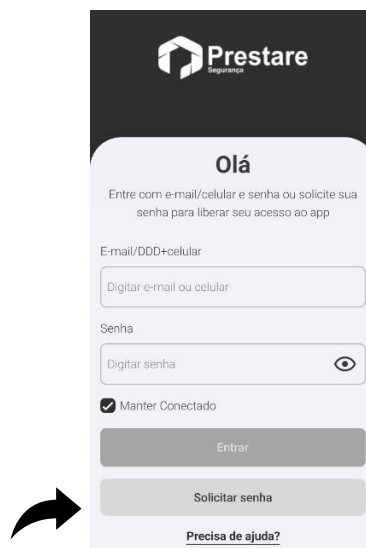 Prestare
Segurança
Olá
Entre com e-mail/celular e senha ou solicite sua
senha para liberar seu acesso ao app
E-mail/DDD+celular
Digitar e-mail ou celular
Senha
Digitar senha
Manter Conectado
Entrar
Solicitar senha
Precisa de ajuda?